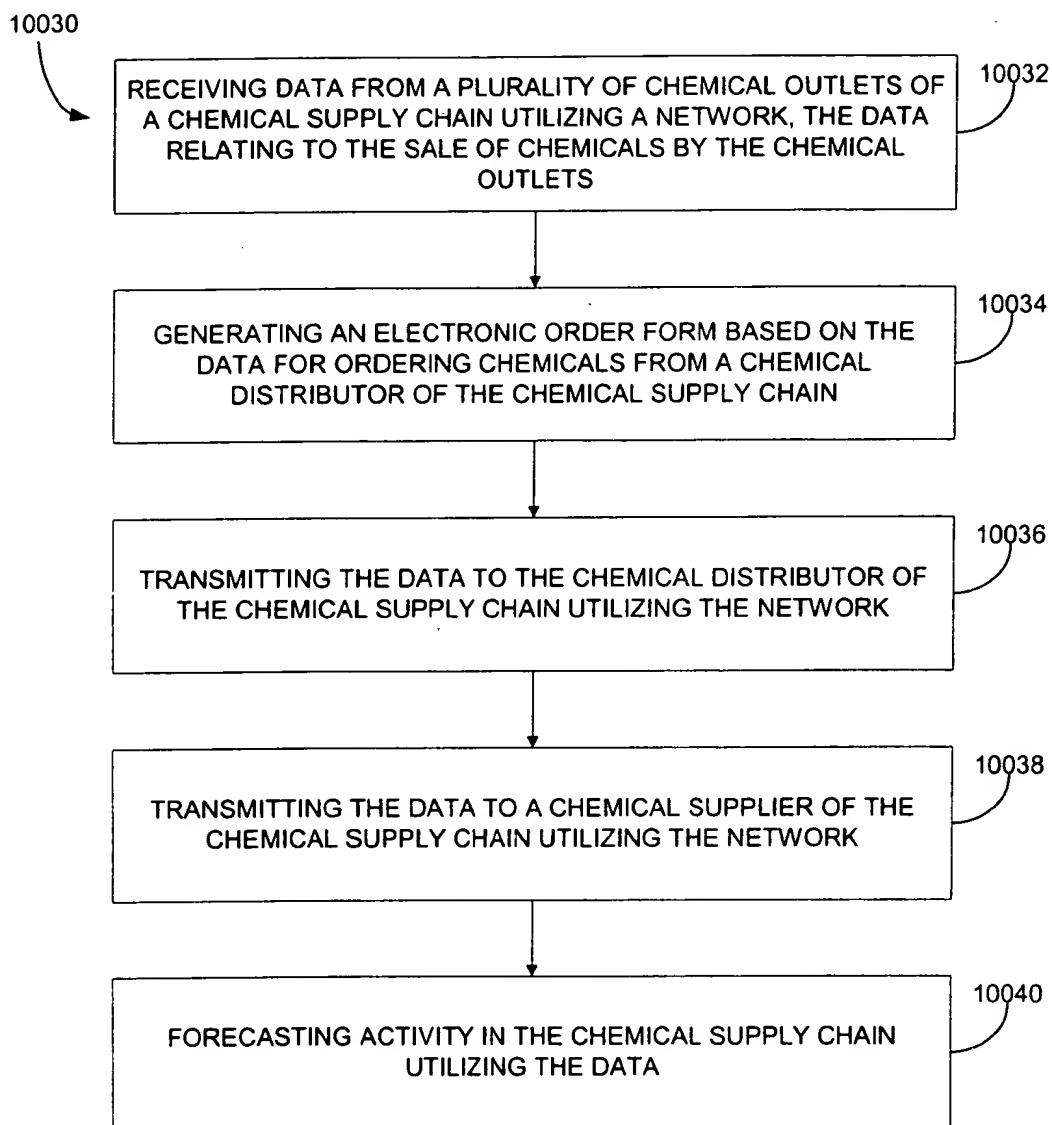 10030
10032
RECEIVING DATA FROM A PLURALITY OF CHEMICAL OUTLETS OF
A CHEMICAL SUPPLY CHAIN UTILIZING A NETWORK, THE DATA
RELATING TO THE SALE OF CHEMICALS BY THE CHEMICAL
OUTLETS
10034
GENERATING AN ELECTRONIC ORDER FORM BASED ON THE
DATA FOR ORDERING CHEMICALS FROM A CHEMICAL
DISTRIBUTOR OF THE CHEMICAL SUPPLY CHAIN
10036
TRANSMITTING THE DATA TO THE CHEMICAL DISTRIBUTOR OF
THE CHEMICAL SUPPLY CHAIN UTILIZING THE NETWORK
10038
TRANSMITTING THE DATA TO A CHEMICAL SUPPLIER OF THE
CHEMICAL SUPPLY CHAIN UTILIZING THE NETWORK
10040
FORECASTING ACTIVITY IN THE CHEMICAL SUPPLY CHAIN
UTILIZING THE DATA